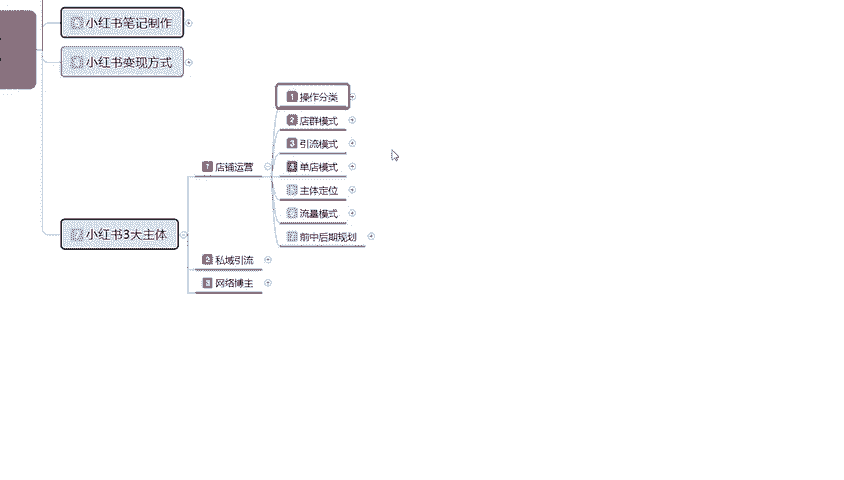 小红书笔记制作
小红书变现方式
小红书3大主体
1 店铺运营
1 操作分类
2 店群模式
3 引流模式
4 单店模式
主体定位
流量模式
前中后期规划
2 私域引流
3 网络博主